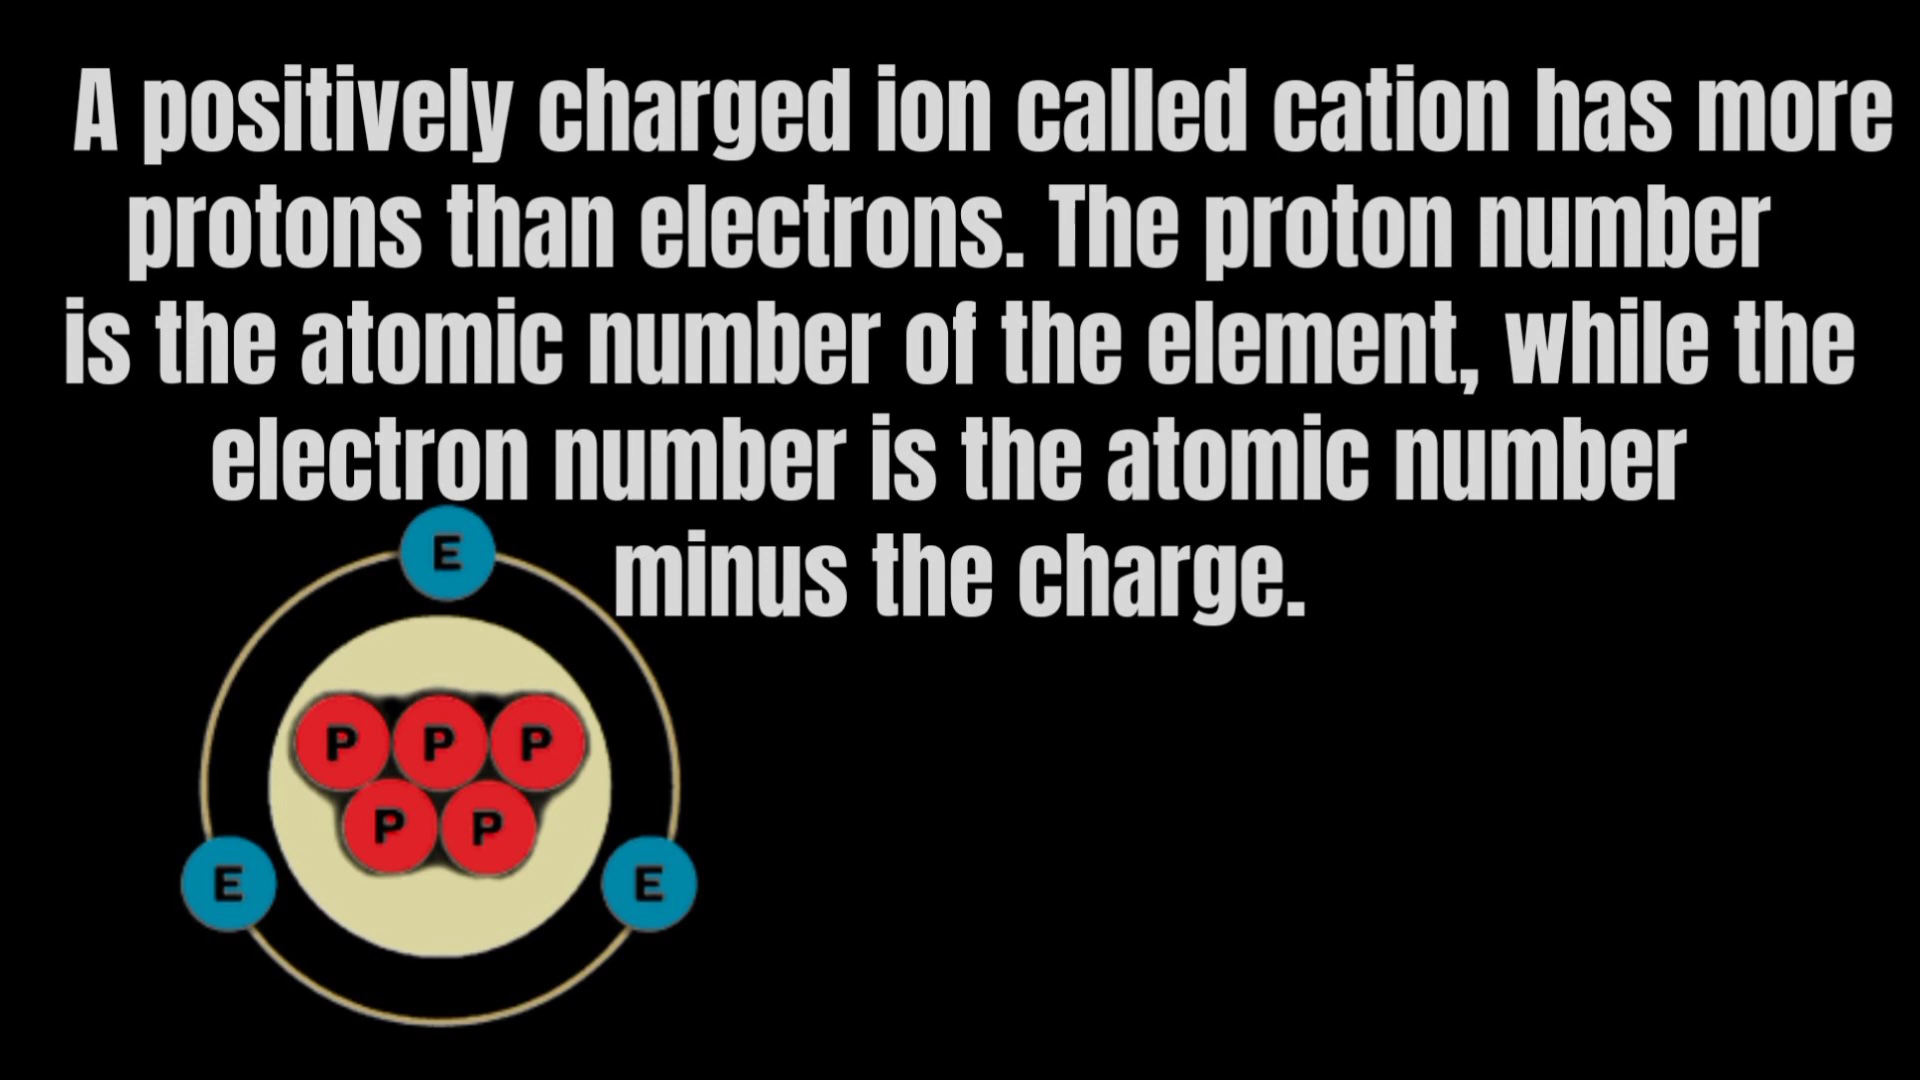 A positively charged ion called cation has more
protons than electrons. The proton number
is the atomic number of the element, while the
electron number is the atomic number
minus the charge.
E
P P P
P P
E E